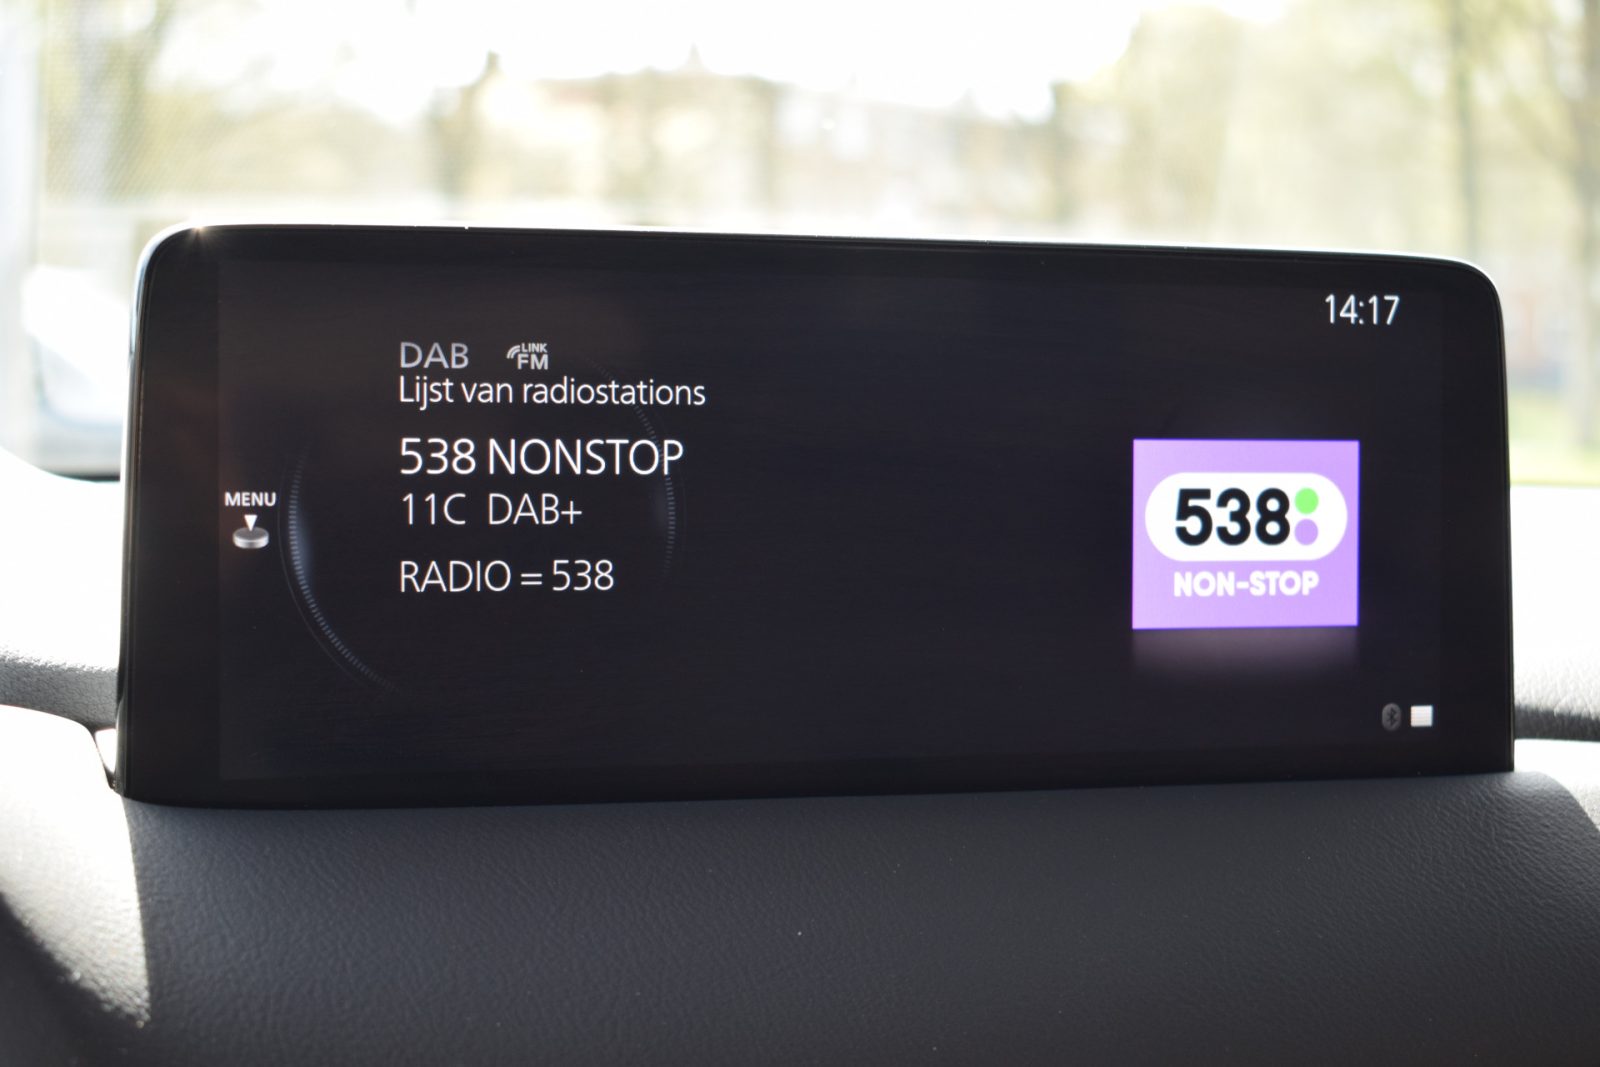 14:17
DAB LINK FM
Lijst van radiostations
538 NONSTOP
11C DAB+
RADIO = 538
MENU
538
NON-STOP